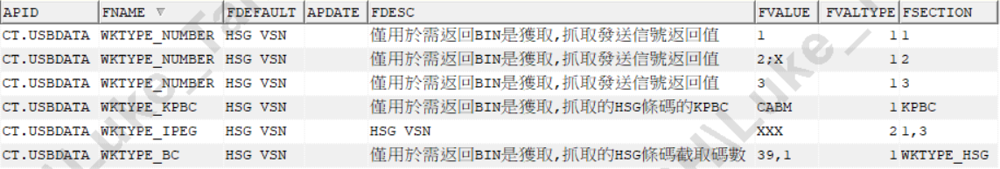 APID FNAME FDEFAULT APDATE FDESC FVALUE FVALTYPE FSECTION
CT.USBDATA WKTYPE_NUMBER HSG VSN 僅用於需返回BIN是獲取,抓取發送信號返回值 1 1 1
CT.USBDATA WKTYPE_NUMBER HSG VSN 僅用於需返回BIN是獲取,抓取發送信號返回值 2;X 1 2
CT.USBDATA WKTYPE_NUMBER HSG VSN 僅用於需返回BIN是獲取,抓取發送信號返回值 3 1 3
CT.USBDATA WKTYPE_KPBC HSG VSN 僅用於需返回BIN是獲取,抓取的HSG條碼的KPBC CABM 1 KPBC
CT.USBDATA WKTYPE_IPEG HSG VSN HSG VSN XXX 2 1,3
CT.USBDATA WKTYPE_BC HSG VSN 僅用於需返回BIN是獲取,抓取的HSG條碼截取碼數 39,1 1 WKTYPE_HSG